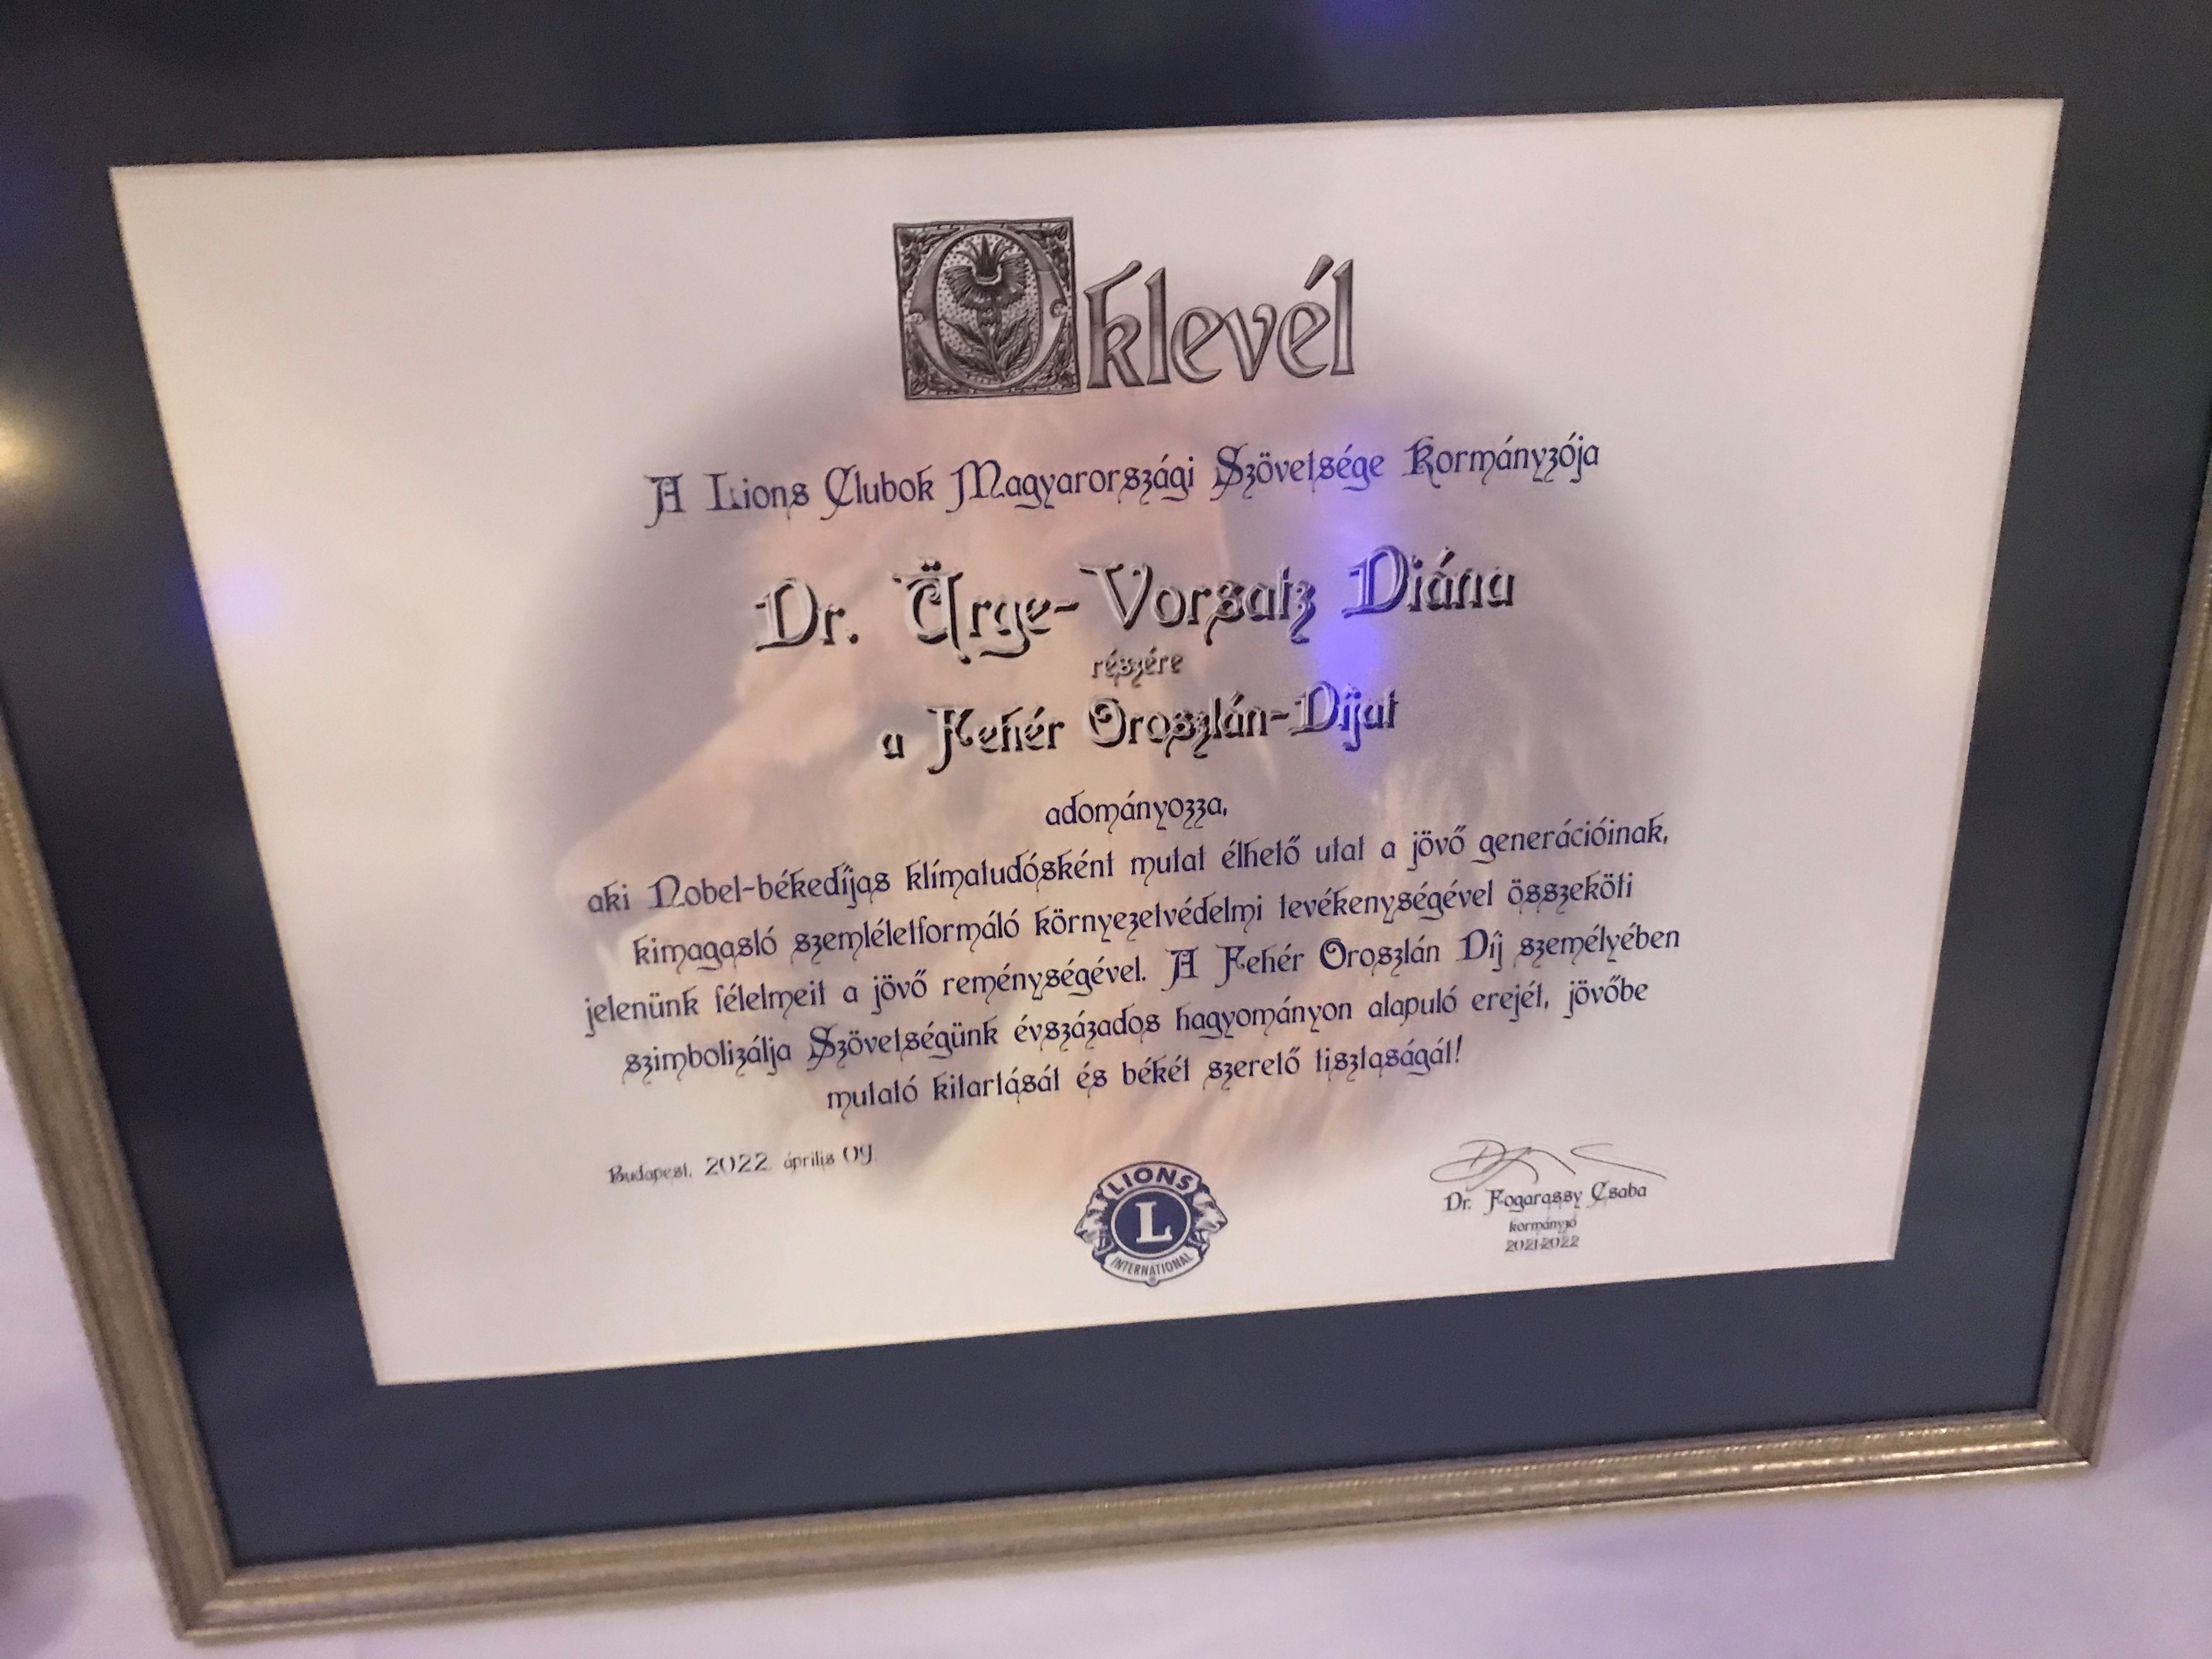 Oklevél
A Lions Clubok Magyarországi Szövetsége Kormányzója
Dr. Ürge-Vorsatz Diána
részére
a Fehér Oroszlán-Díjat
adományozza,
aki Nobel-békedíjas klímatudósként mutat élhető utat a jövő generációinak,
kimagasló szemléletformáló környezetvédelmi tevékenységével összeköti
jelenünk félelmeit a jövő reménységével. A Fehér Oroszlán Díj személyében
szimbolizálja Szövetségünk évszázados hagyományon alapuló erejét, jövőbe
mutató kitartását és békét szerető tisztaságát!
Budapest, 2022. április 09.
LIONS
L
INTERNATIONAL
Dr. Fogarassy Csaba
kormányzó
2021-2022